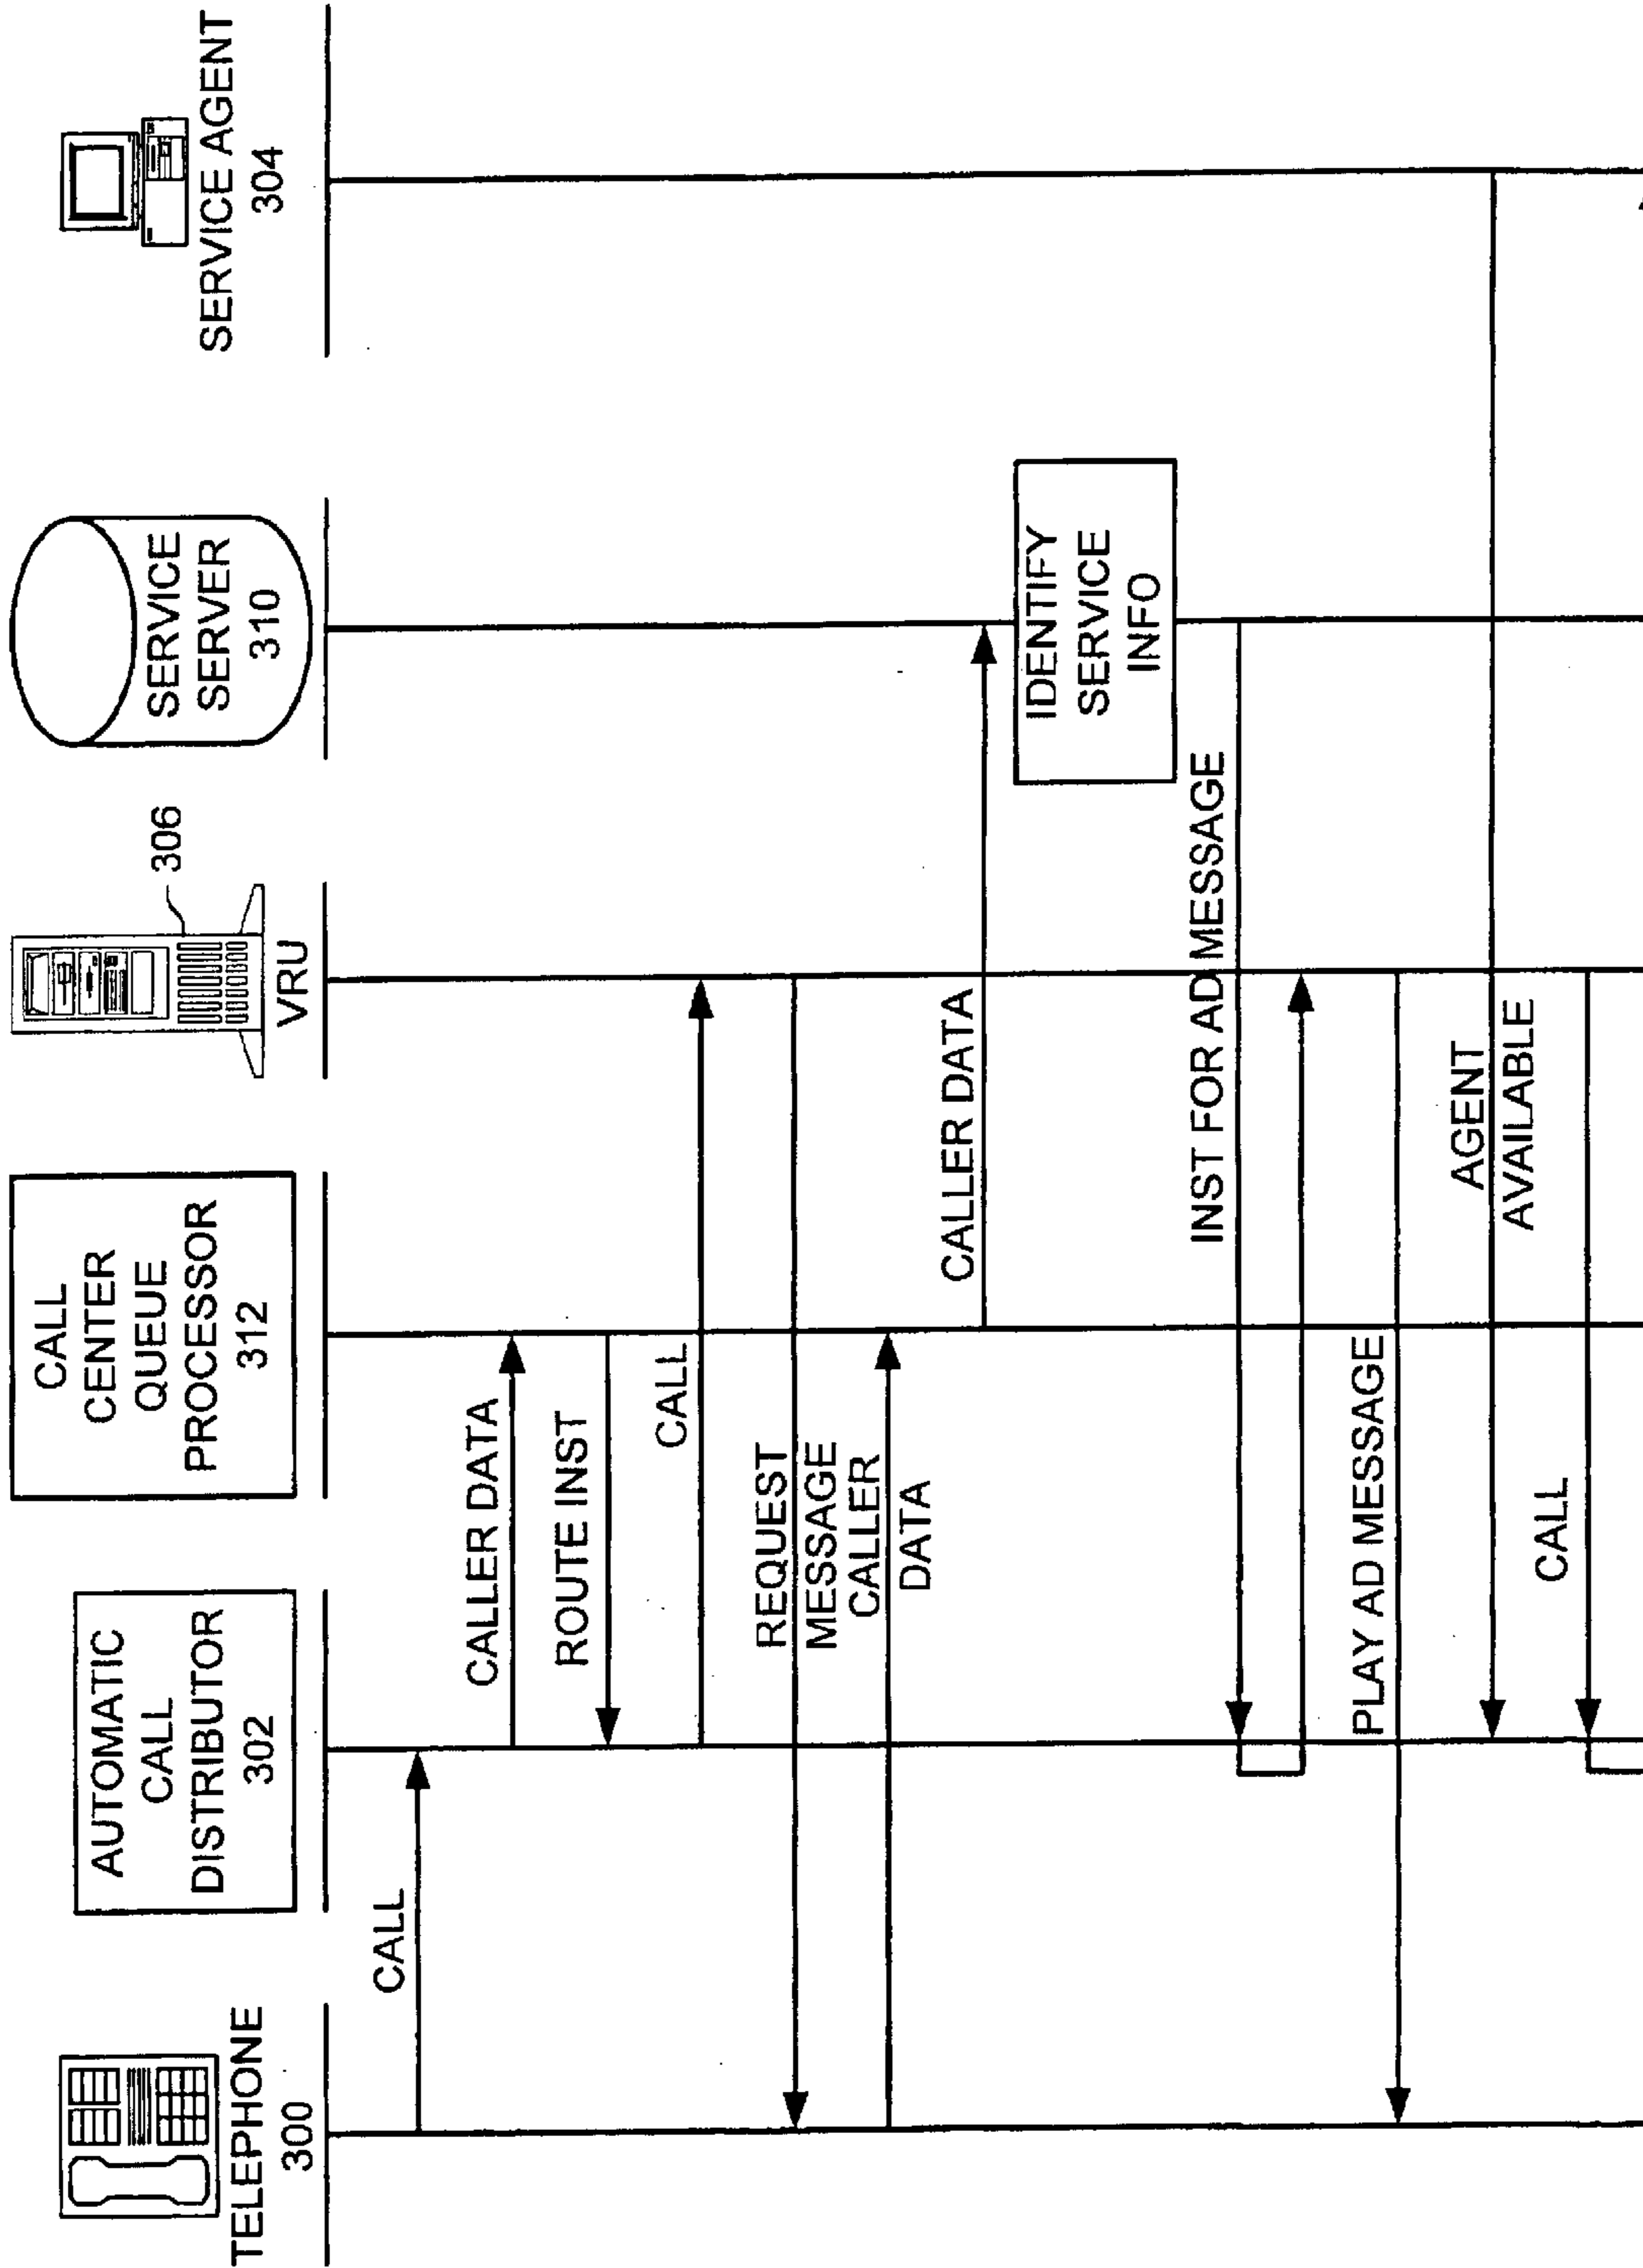 TELEPHONE
300
AUTOMATIC
CALL
DISTRIBUTOR
302
CALL
CENTER
QUEUE
PROCESSOR
312
306
VRU
SERVICE
SERVER
310
SERVICE AGENT
304
CALL
CALLER DATA
ROUTE INST
CALL
REQUEST
MESSAGE
CALLER
DATA
CALLER DATA
IDENTIFY
SERVICE
INFO
INST FOR AD MESSAGE
PLAY AD MESSAGE
AGENT
AVAILABLE
CALL